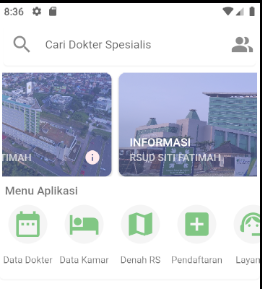 8:36
Cari Dokter Spesialis
INFORMASI
TIMAH
RSUD SITI FATIMAH
Menu Aplikasi
Data Dokter
Data Kamar
Denah RS
Pendaftaran
Layan